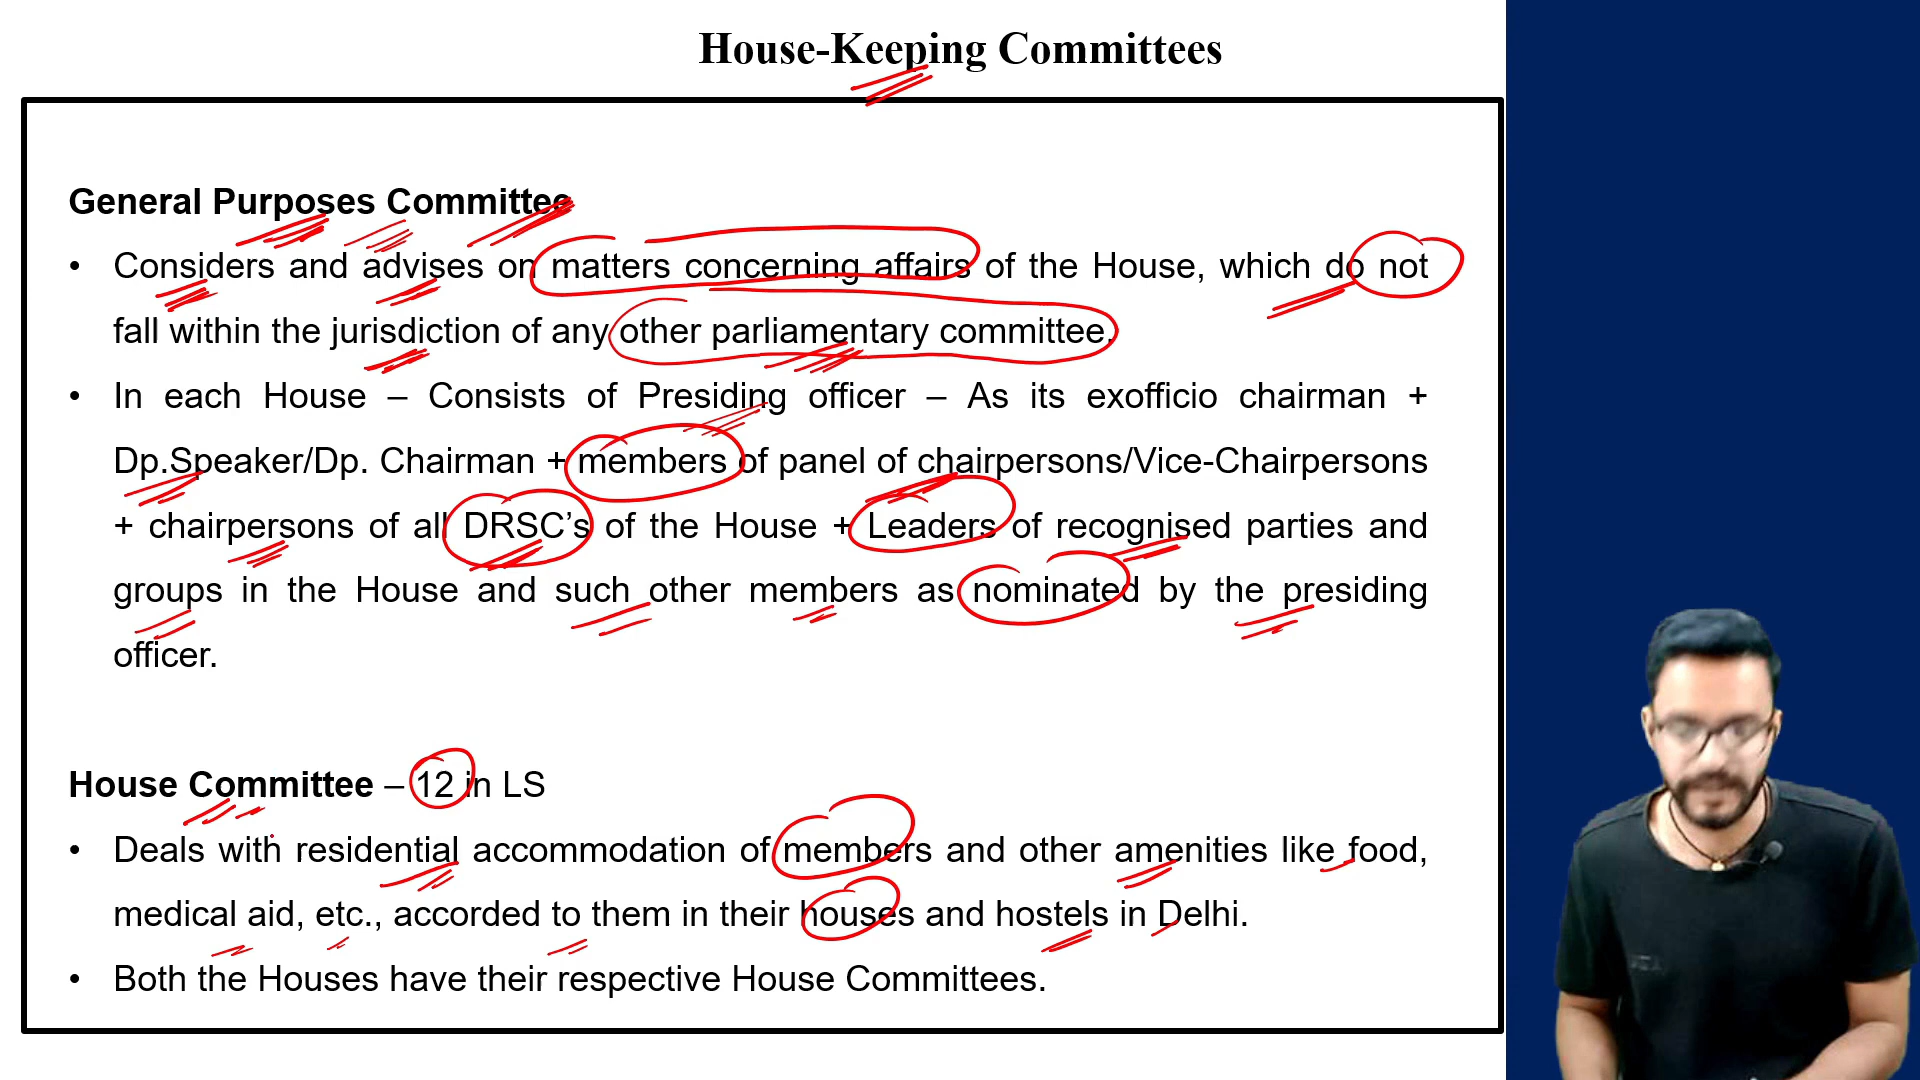 House-Keeping Committees
General Purposes Committee
• Considers and advises on matters concerning affairs of the House, which do not
fall within the jurisdiction of any other parliamentary committee.
• In each House – Consists of Presiding officer – As its exofficio chairman +
Dp.Speaker/Dp. Chairman + members of panel of chairpersons/Vice-Chairpersons
+ chairpersons of all DRSC’s of the House + Leaders of recognised parties and
groups in the House and such other members as nominated by the presiding
officer.
House Committee – 12 in LS
• Deals with residential accommodation of members and other amenities like food,
medical aid, etc., accorded to them in their houses and hostels in Delhi.
• Both the Houses have their respective House Committees.